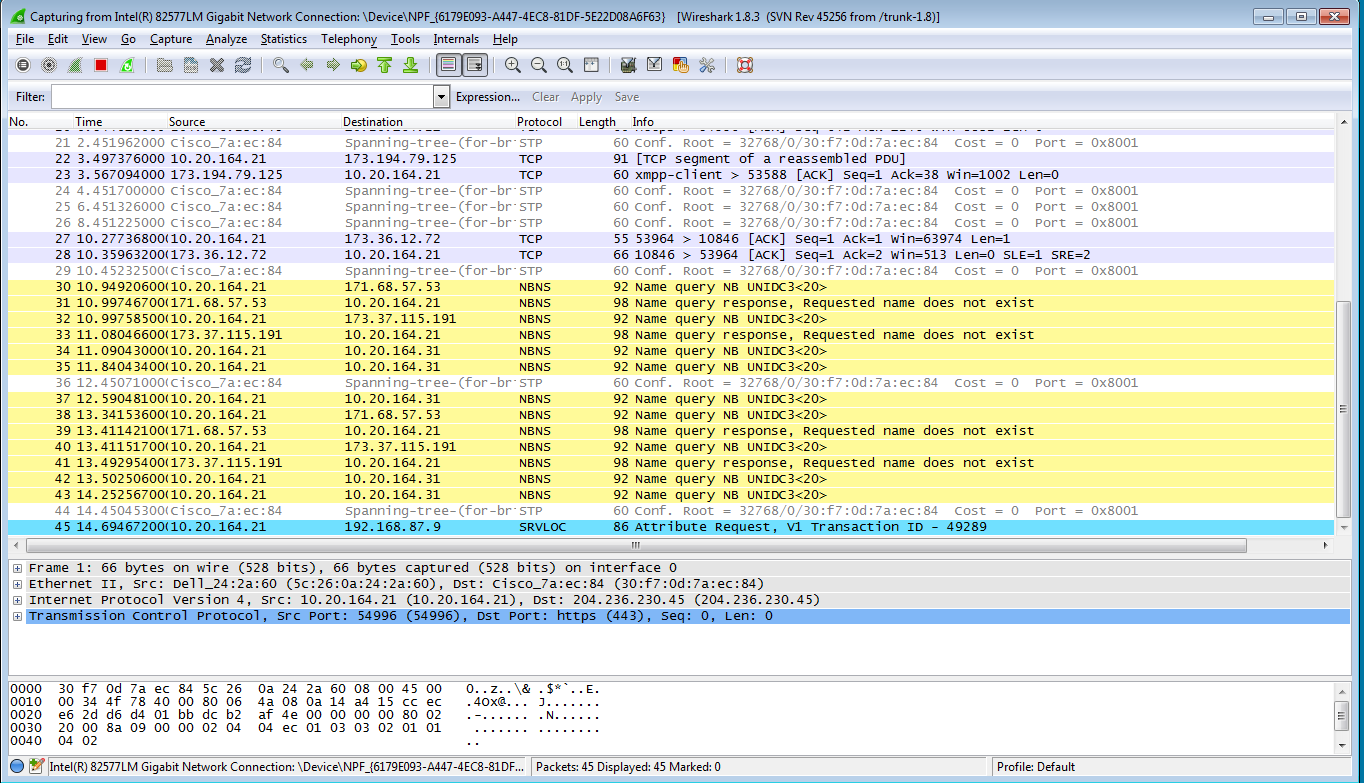 Capturing from Intel(R) 82577LM Gigabit Network Connection: \Device\NPF_{6179E093-A447-4EC8-81DF-5E22D08A6F63} [Wireshark 1.8.3 (SVN Rev 45256 from /trunk-1.8)]
File Edit View Go Capture Analyze Statistics Telephony Tools Internals Help
Filter: Expression... Clear Apply Save
No. Time Source Destination Protocol Length Info
21 2.451962000 Cisco_7a:ec:84 Spanning-tree-(for-br STP 60 Conf. Root = 32768/0/30:f7:0d:7a:ec:84 Cost = 0 Port = 0x8001
22 3.497376000 10.20.164.21 173.194.79.125 TCP 91 [TCP segment of a reassembled PDU]
23 3.567094000 173.194.79.125 10.20.164.21 TCP 60 xmpp-client > 53588 [ACK] Seq=1 Ack=38 Win=1002 Len=0
24 4.451700000 Cisco_7a:ec:84 Spanning-tree-(for-br STP 60 Conf. Root = 32768/0/30:f7:0d:7a:ec:84 Cost = 0 Port = 0x8001
25 6.451326000 Cisco_7a:ec:84 Spanning-tree-(for-br STP 60 Conf. Root = 32768/0/30:f7:0d:7a:ec:84 Cost = 0 Port = 0x8001
26 8.451225000 Cisco_7a:ec:84 Spanning-tree-(for-br STP 60 Conf. Root = 32768/0/30:f7:0d:7a:ec:84 Cost = 0 Port = 0x8001
27 10.27736800 10.20.164.21 173.36.12.72 TCP 55 53964 > 10846 [ACK] Seq=1 Ack=1 Win=63974 Len=1
28 10.35963200 173.36.12.72 10.20.164.21 TCP 66 10846 > 53964 [ACK] Seq=1 Ack=2 Win=513 Len=0 SLE=1 SRE=2
29 10.45232500 Cisco_7a:ec:84 Spanning-tree-(for-br STP 60 Conf. Root = 32768/0/30:f7:0d:7a:ec:84 Cost = 0 Port = 0x8001
30 10.94920600 10.20.164.21 171.68.57.53 NBNS 92 Name query NB UNIDC3<20>
31 10.99746700 171.68.57.53 10.20.164.21 NBNS 98 Name query response, Requested name does not exist
32 10.99758500 10.20.164.21 173.37.115.191 NBNS 92 Name query NB UNIDC3<20>
33 11.08046600 173.37.115.191 10.20.164.21 NBNS 98 Name query response, Requested name does not exist
34 11.09043000 10.20.164.21 10.20.164.31 NBNS 92 Name query NB UNIDC3<20>
35 11.84043400 10.20.164.21 10.20.164.31 NBNS 92 Name query NB UNIDC3<20>
36 12.45071000 Cisco_7a:ec:84 Spanning-tree-(for-br STP 60 Conf. Root = 32768/0/30:f7:0d:7a:ec:84 Cost = 0 Port = 0x8001
37 12.59048100 10.20.164.21 10.20.164.31 NBNS 92 Name query NB UNIDC3<20>
38 13.34153600 10.20.164.21 171.68.57.53 NBNS 92 Name query NB UNIDC3<20>
39 13.41142100 171.68.57.53 10.20.164.21 NBNS 98 Name query response, Requested name does not exist
40 13.41151700 10.20.164.21 173.37.115.191 NBNS 92 Name query NB UNIDC3<20>
41 13.49295400 173.37.115.191 10.20.164.21 NBNS 98 Name query response, Requested name does not exist
42 13.50250600 10.20.164.21 10.20.164.31 NBNS 92 Name query NB UNIDC3<20>
43 14.25256700 10.20.164.21 10.20.164.31 NBNS 92 Name query NB UNIDC3<20>
44 14.45045300 Cisco_7a:ec:84 Spanning-tree-(for-br STP 60 Conf. Root = 32768/0/30:f7:0d:7a:ec:84 Cost = 0 Port = 0x8001
45 14.69467200 10.20.164.21 192.168.87.9 SRVLOC 86 Attribute Request, V1 Transaction ID - 49289
Frame 1: 66 bytes on wire (528 bits), 66 bytes captured (528 bits) on interface 0
Ethernet II, Src: Dell_24:2a:60 (5c:26:0a:24:2a:60), Dst: Cisco_7a:ec:84 (30:f7:0d:7a:ec:84)
Internet Protocol Version 4, Src: 10.20.164.21 (10.20.164.21), Dst: 204.236.230.45 (204.236.230.45)
Transmission Control Protocol, Src Port: 54996 (54996), Dst Port: https (443), Seq: 0, Len: 0
0000 30 f7 0d 7a ec 84 5c 26 0a 24 2a 60 08 00 45 00 0..z..\& .$*`..E.
0010 00 34 4f 78 40 00 80 06 4a 08 0a 14 a4 15 cc ec .4Ox@... J.......
0020 e6 2d d6 d4 01 bb dc b2 af 4e 00 00 00 00 80 02 .-...... .N......
0030 20 00 8a 09 00 00 02 04 04 ec 01 03 03 02 01 01 ........ ........
0040 04 02 ..
Intel(R) 82577LM Gigabit Network Connection: \Device\NPF_{6179E093-A447-4EC8-81DF... Packets: 45 Displayed: 45 Marked: 0 Profile: Default